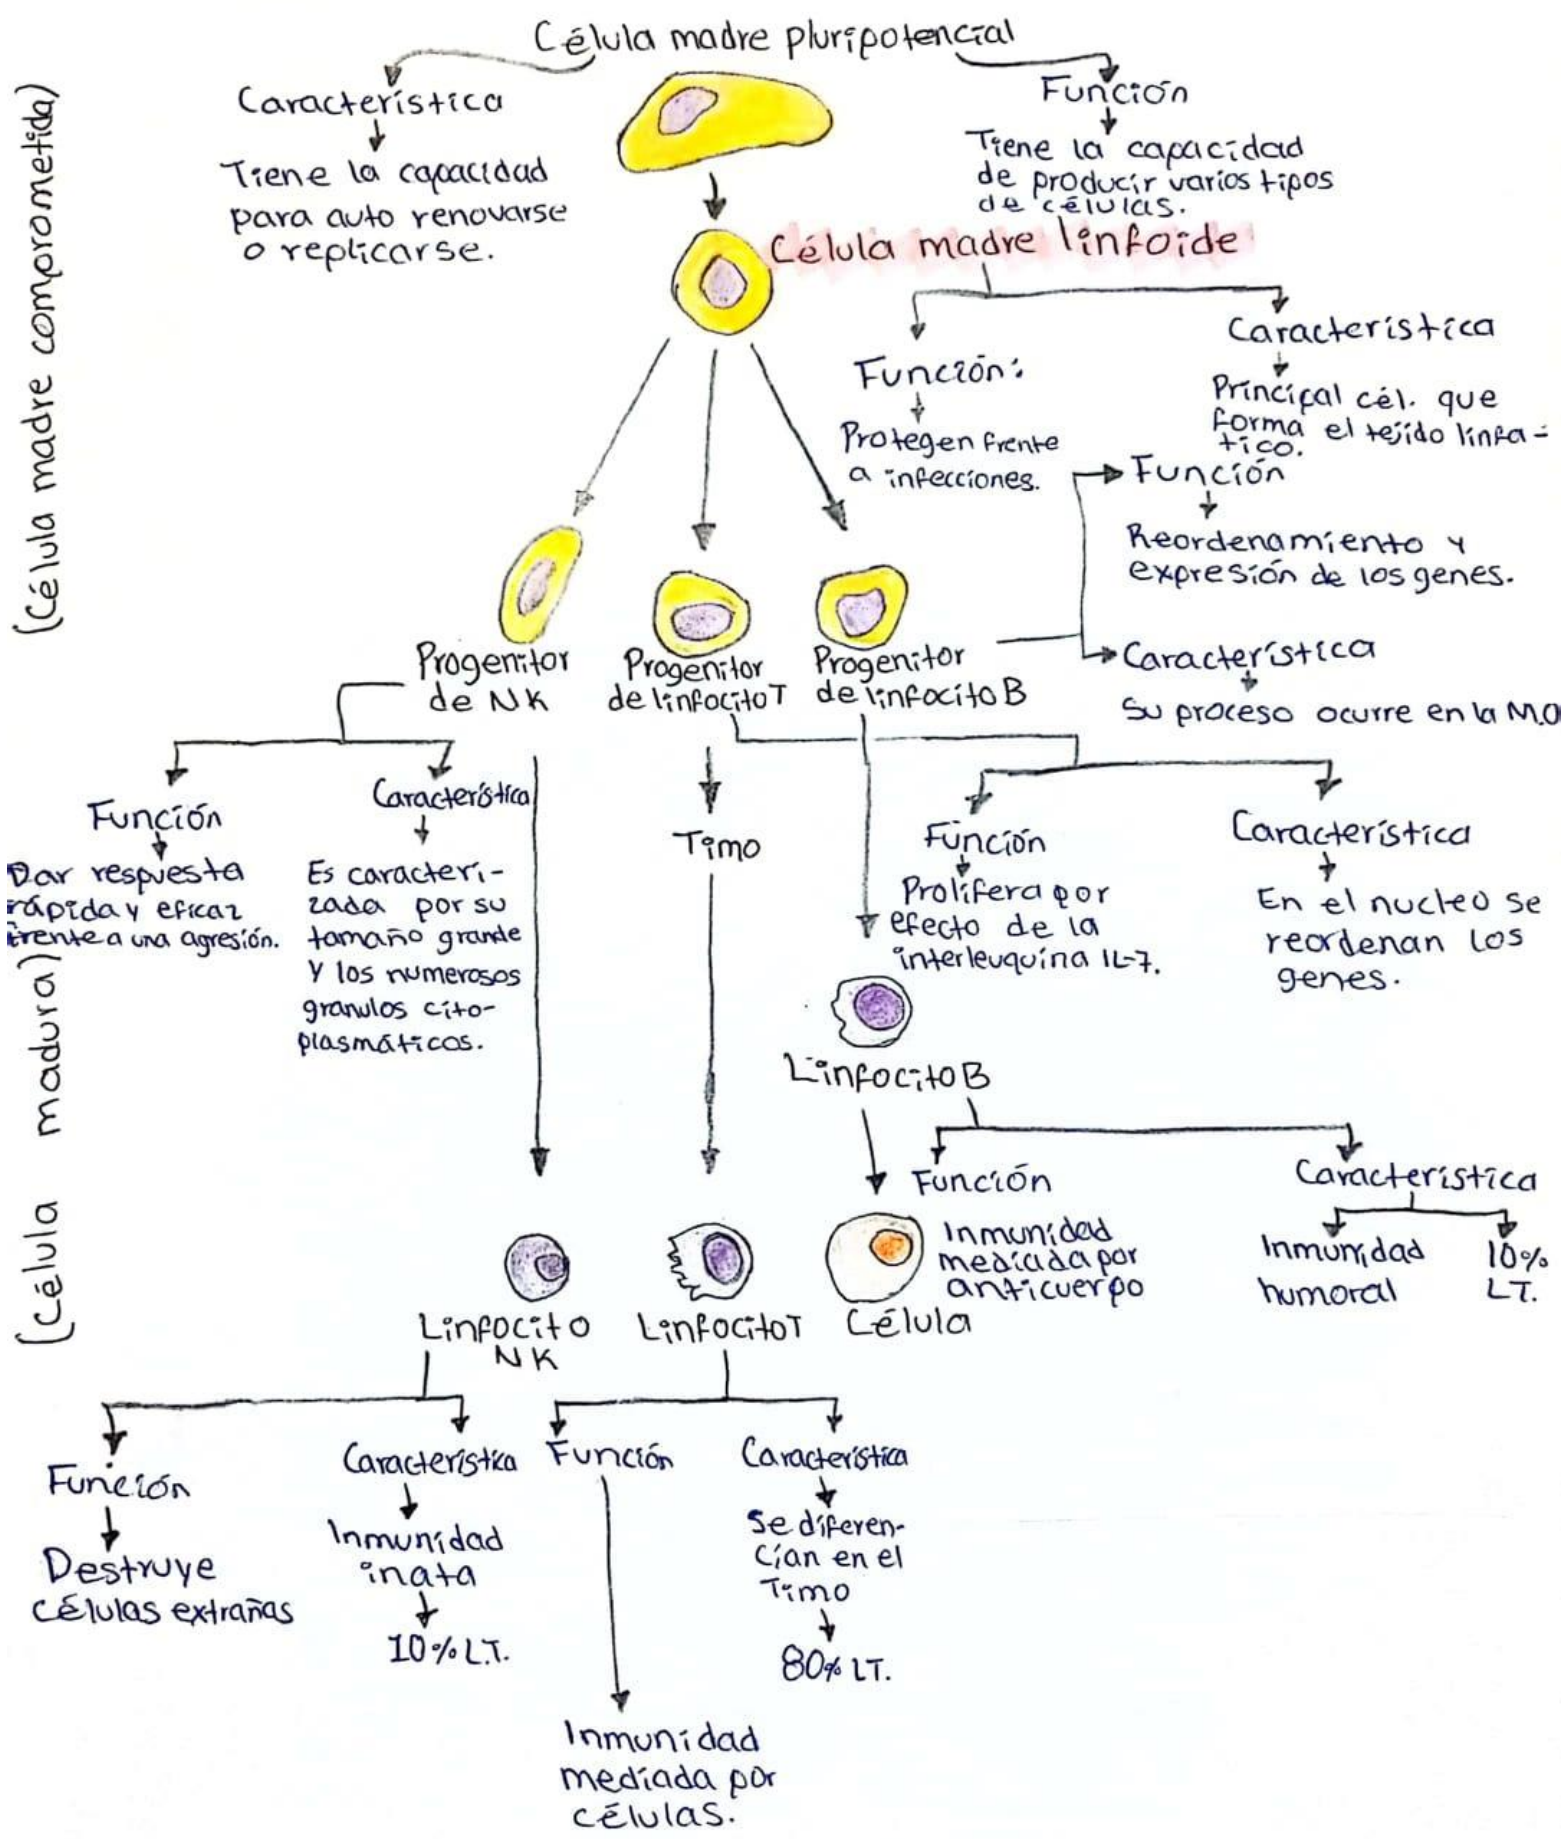 Célula madre pluripotencial
Característica
Tiene la capacidad
para auto renovarse
o replicarse.
Función
Tiene la capacidad
de producir varios tipos
de células.
(Célula madre comprometida)
Célula madre linfoide
Función:
Protegen frente
a infecciones.
Característica
Principal cél. que
forma el tejido linfa-
tico.
Función
Reordenamiento y
expresión de los genes.
Característica
Su proceso ocurre en la M.O
Progenitor
de NK
Progenitor
de linfocito T
Progenitor
de linfocito B
Función
Dar respuesta
rápida y eficaz
frente a una agresión.
Característica
Es caracteri-
zada por su
tamaño grande
y los numerosos
granulos cito-
plasmáticos.
Timo
Función
Prolifera por
efecto de la
interleuquina IL-7.
Característica
En el nucleo se
reordenan los
genes.
(Célula madura)
Linfocito B
Función
Inmunidad
mediada por
anticuerpo
Característica
Inmunidad
humoral
10%
LT.
Linfocito
NK
Linfocito T
Célula
Función
Destruye
células extrañas
Característica
Inmunidad
inata
10% L.T.
Función
Inmunidad
mediada por
células.
Característica
Se diferen-
cían en el
Timo
80% LT.